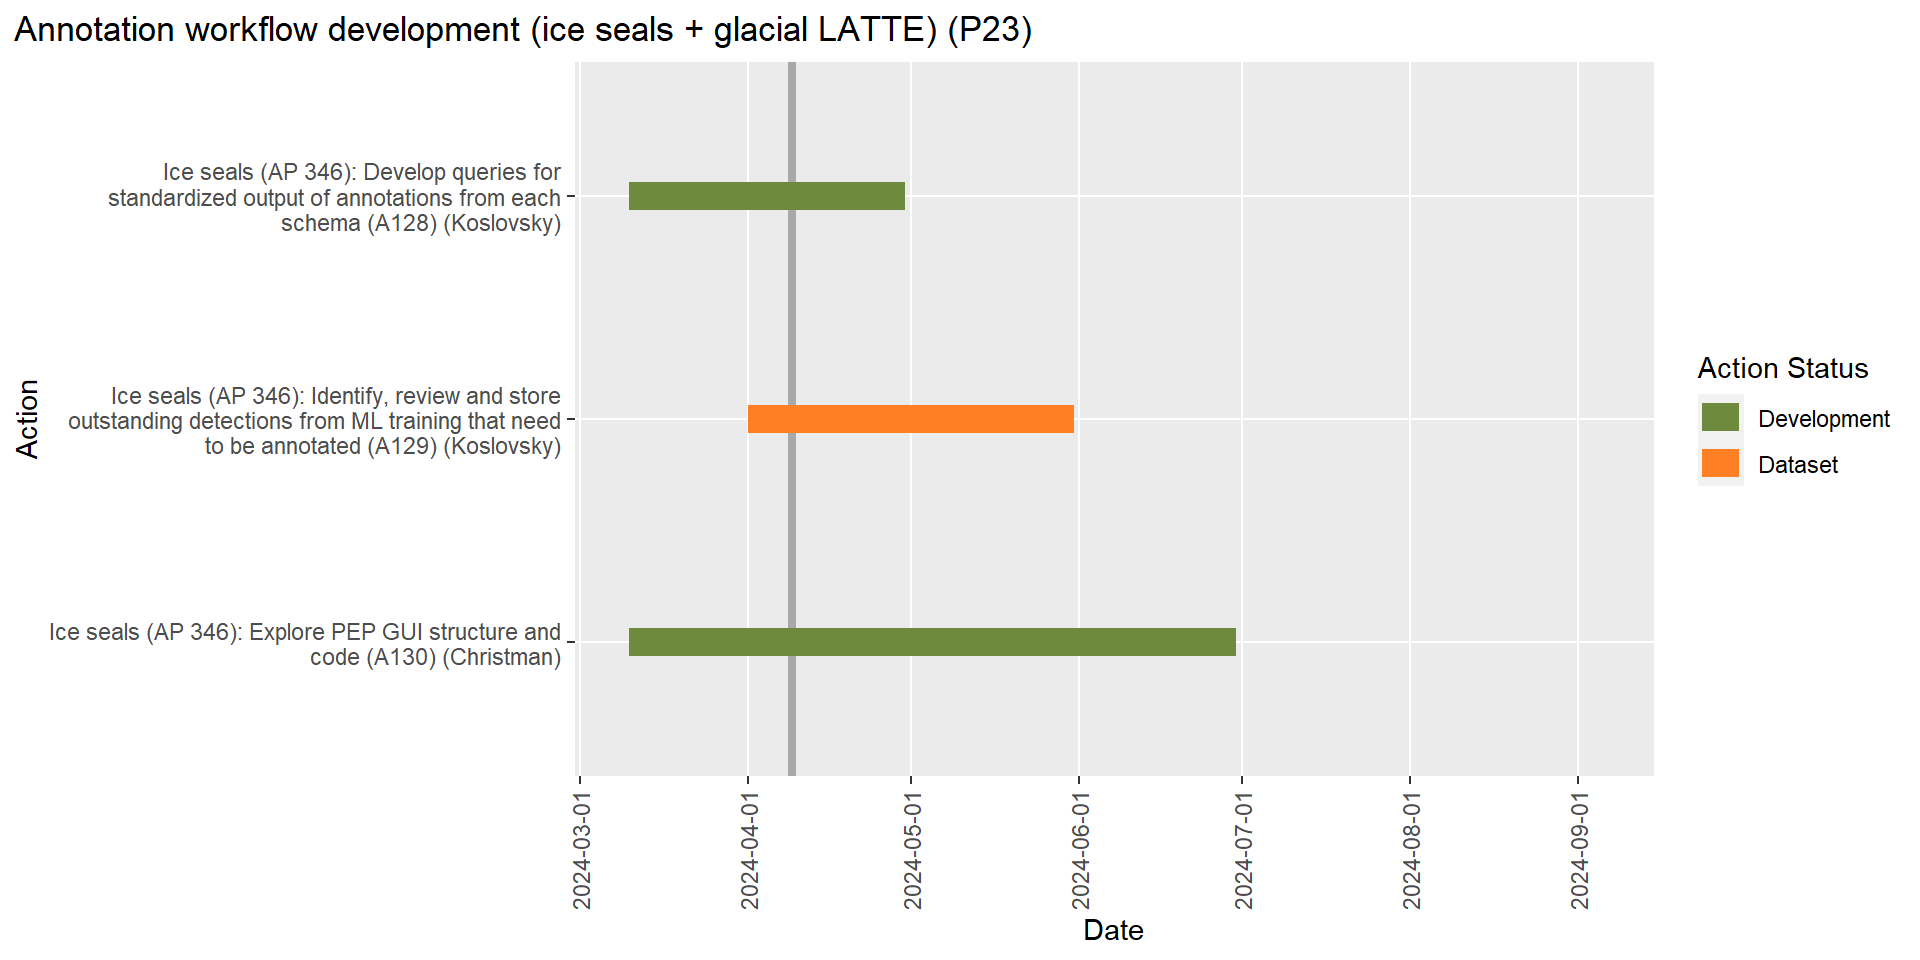 Annotation workflow development (ice seals + glacial LATTE) (P23)
Ice seals (AP 346): Develop queries for
standardized output of annotations from each
schema (A128) (Koslovsky)
Ice seals (AP 346): Identify, review and store
outstanding detections from ML training that need
to be annotated (A129) (Koslovsky)
Ice seals (AP 346): Explore PEP GUI structure and
code (A130) (Christman)
Action
2024-03-01
2024-04-01
2024-05-01
2024-06-01
2024-07-01
2024-08-01
2024-09-01
Date
Action Status
Development
Dataset